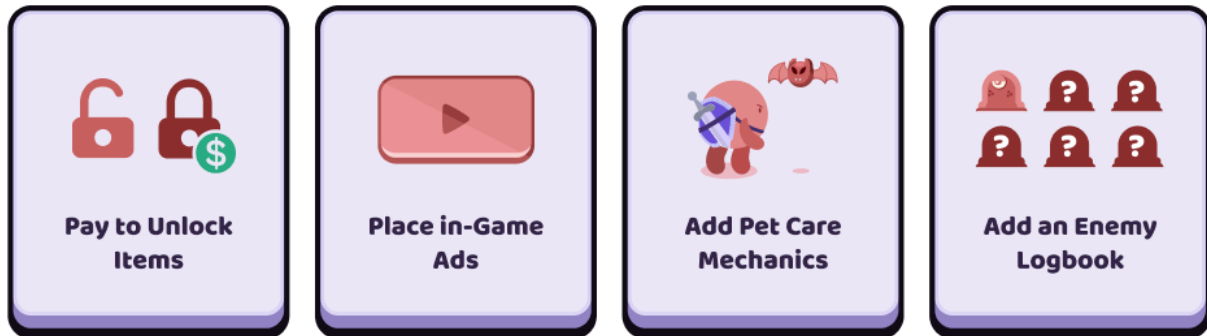 $
? ?
? ? ?
Pay to Unlock
Items
Place in-Game
Ads
Add Pet Care
Mechanics
Add an Enemy
Logbook